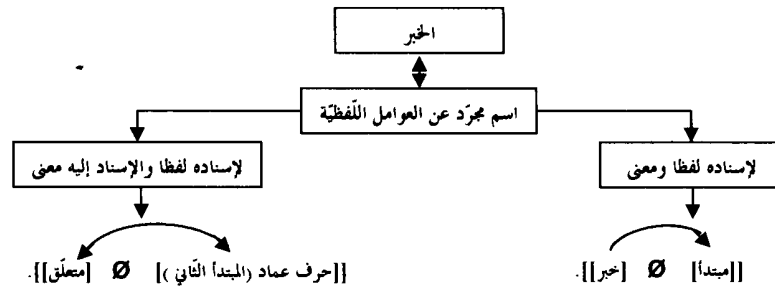 الخبر
اسم مجرّد عن العوامل اللّفظيّة
لإسناده لفظا ومعنى
لإسناده لفظا والإسناد إليه معنى
[[مبتدأ] Ø [خبر]].
{[حرف عماد (المبتدأ الثّاني)] Ø [متعلّق]}.